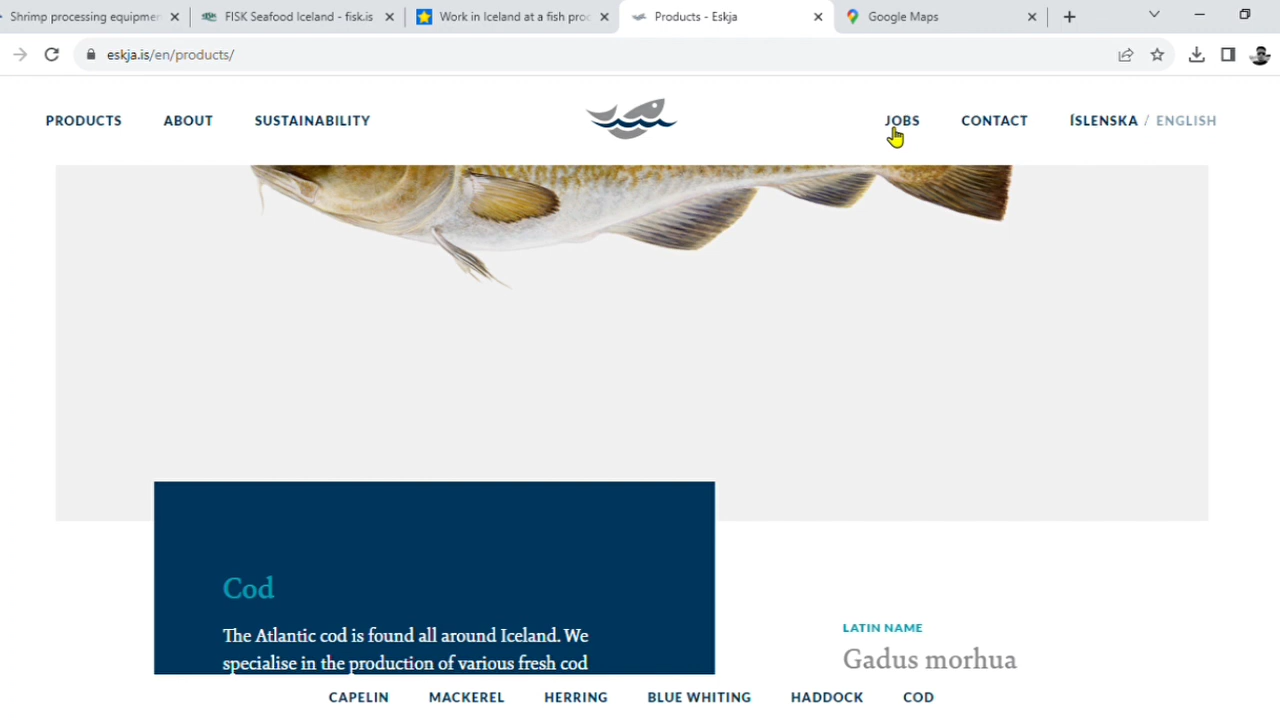 Shrimp processing equipmen
FISK Seafood Iceland - fisk.is
Work in Iceland at a fish proc
Products - Eskja
Google Maps
eskja.is/en/products/
PRODUCTS
ABOUT
SUSTAINABILITY
JOBS
CONTACT
ÍSLENSKA / ENGLISH
Cod
The Atlantic cod is found all around Iceland. We
specialise in the production of various fresh cod
LATIN NAME
Gadus morhua
CAPELIN
MACKEREL
HERRING
BLUE WHITING
HADDOCK
COD